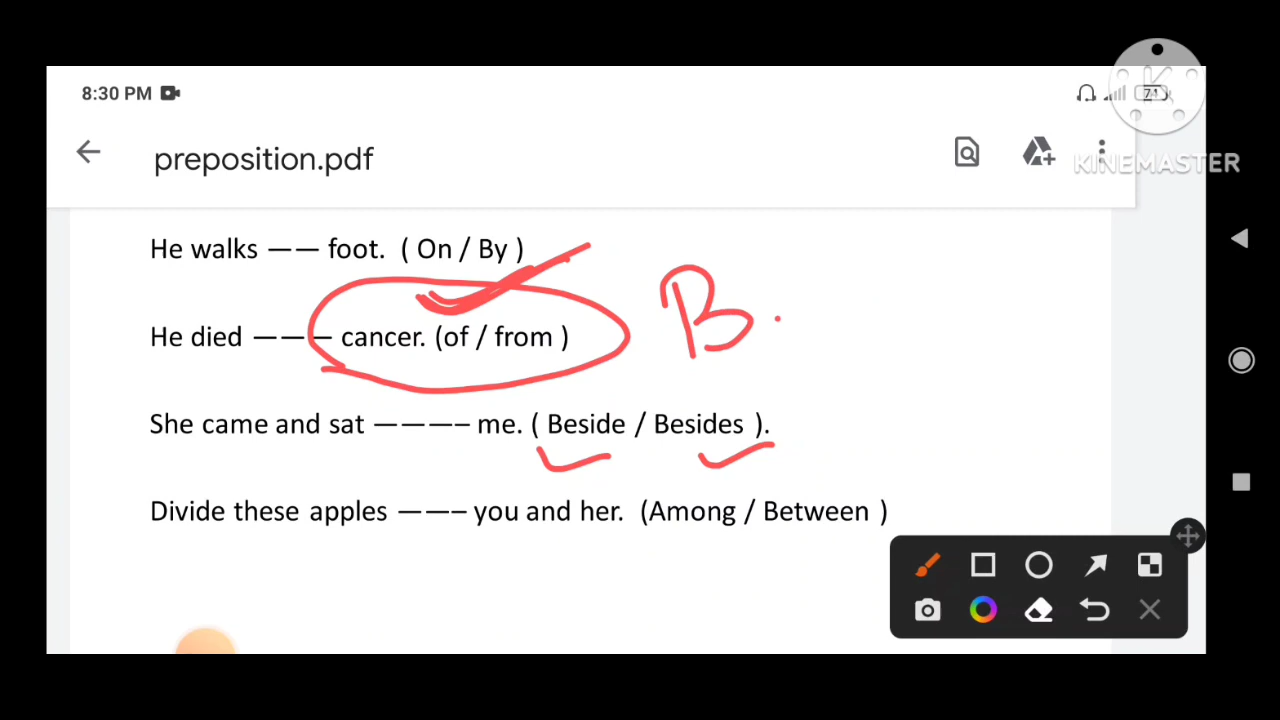 8:30 PM
74
preposition.pdf
KINEMASTER
He walks —— foot. ( On / By )
He died ——— cancer. (of / from )
B
She came and sat ———— me. ( Beside / Besides ).
Divide these apples ——— you and her. (Among / Between )